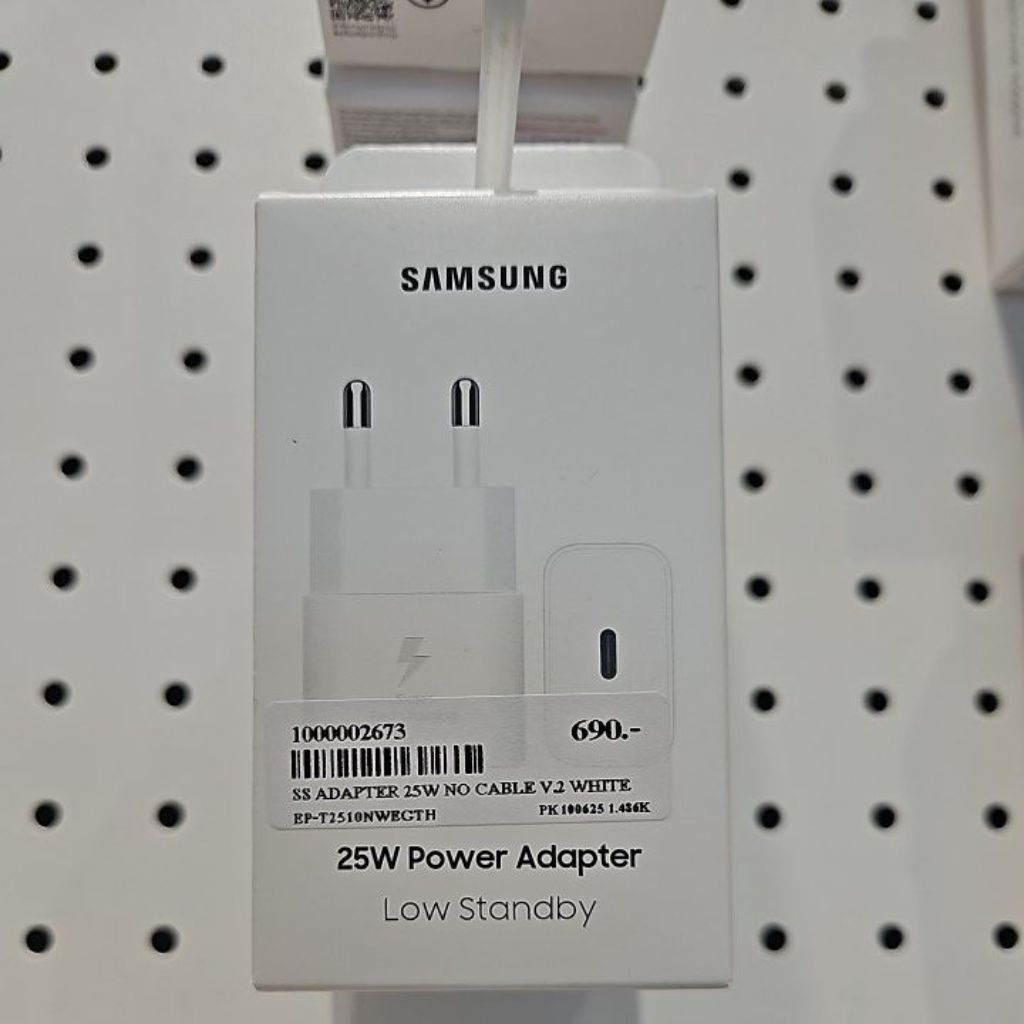 SAMSUNG
1000002673
690.-
SS ADAPTER 25W NO CABLE V.2 WHITE
EP-T2510NWEGTH
PK 100625 1.486K
25W Power Adapter
Low Standby